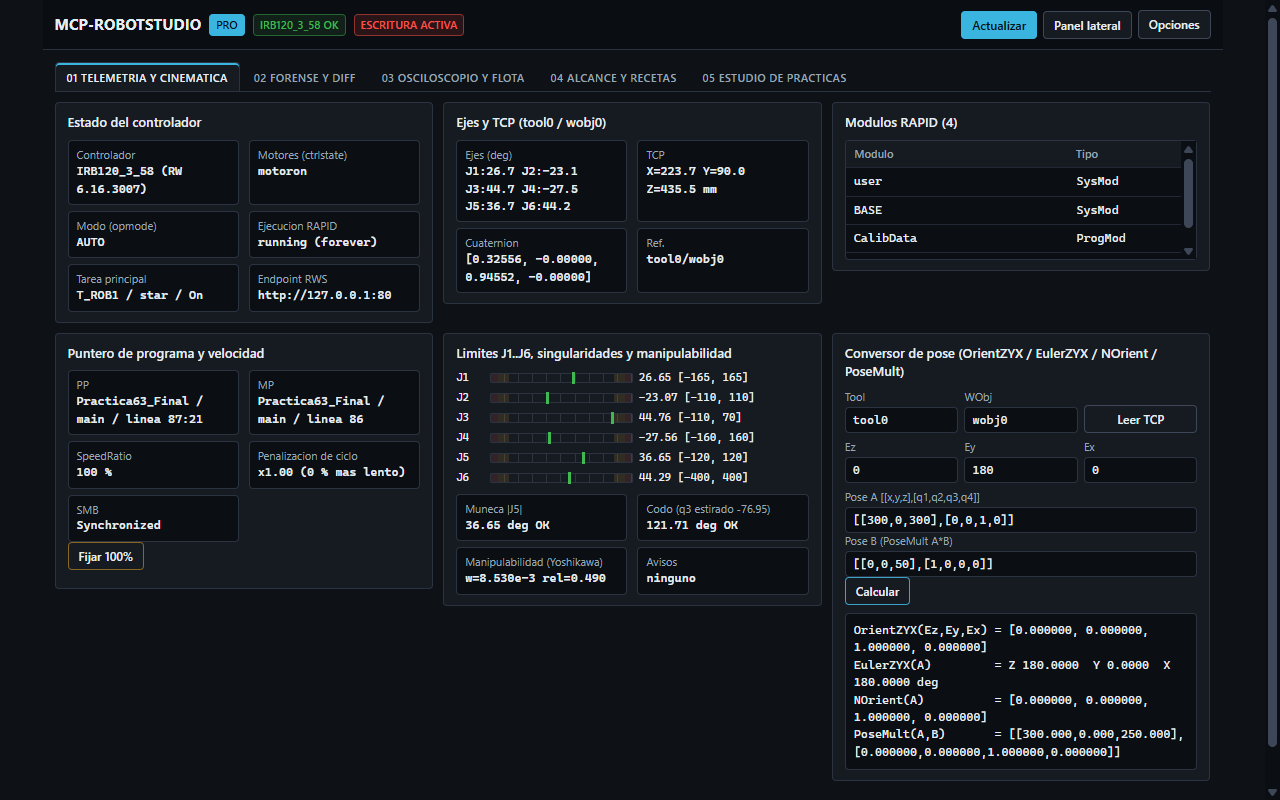 MCP-ROBOTSTUDIO PRO IRB120_3_58 OK ESCRITURA ACTIVA Actualizar Panel lateral Opciones
01 TELEMETRIA Y CINEMATICA 02 FORENSE Y DIFF 03 OSCILOSCOPIO Y FLOTA 04 ALCANCE Y RECETAS 05 ESTUDIO DE PRACTICAS
Estado del controlador
Controlador
IRB120_3_58 (RW
6.16.3007)
Motores (ctrlstate)
motoron
Modo (opmode)
AUTO
Ejecucion RAPID
running (forever)
Tarea principal
T_ROB1 / star / On
Endpoint RWS
http://127.0.0.1:80
Ejes y TCP (tool0 / wobj0)
Ejes (deg)
J1:26.7 J2:-23.1
J3:44.7 J4:-27.5
J5:36.7 J6:44.2
TCP
X=223.7 Y=90.0
Z=435.5 mm
Cuaternion
[0.32556, -0.00000,
0.94552, -0.00000]
Ref.
tool0/wobj0
Modulos RAPID (4)
Modulo Tipo
user SysMod
BASE SysMod
CalibData ProgMod
Puntero de programa y velocidad
PP
Practica63_Final /
main / linea 87:21
MP
Practica63_Final /
main / linea 86
SpeedRatio
100 %
Penalizacion de ciclo
x1.00 (0 % mas lento)
SMB
Synchronized
Fijar 100%
Limites J1..J6, singularidades y manipulabilidad
J1 26.65 [-165, 165]
J2 -23.07 [-110, 110]
J3 44.76 [-110, 70]
J4 -27.56 [-160, 160]
J5 36.65 [-120, 120]
J6 44.29 [-400, 400]
Muneca |J5|
36.65 deg OK
Codo (q3 estirado -76.95)
121.71 deg OK
Manipulabilidad (Yoshikawa)
w=8.530e-3 rel=0.490
Avisos
ninguno
Conversor de pose (OrientZYX / EulerZYX / NOrient /
PoseMult)
Tool WObj
tool0 wobj0 Leer TCP
Ez Ey Ex
0 180 0
Pose A [[x,y,z],[q1,q2,q3,q4]]
[[300,0,300],[0,0,1,0]]
Pose B (PoseMult A*B)
[[0,0,50],[1,0,0,0]]
Calcular
OrientZYX(Ez,Ey,Ex) = [0.000000, 0.000000,
1.000000, 0.000000]
EulerZYX(A) = Z 180.0000 Y 0.0000 X
180.0000 deg
NOrient(A) = [0.000000, 0.000000,
1.000000, 0.000000]
PoseMult(A,B) = [[300.000,0.000,250.000],
[0.000000,0.000000,1.000000,0.000000]]